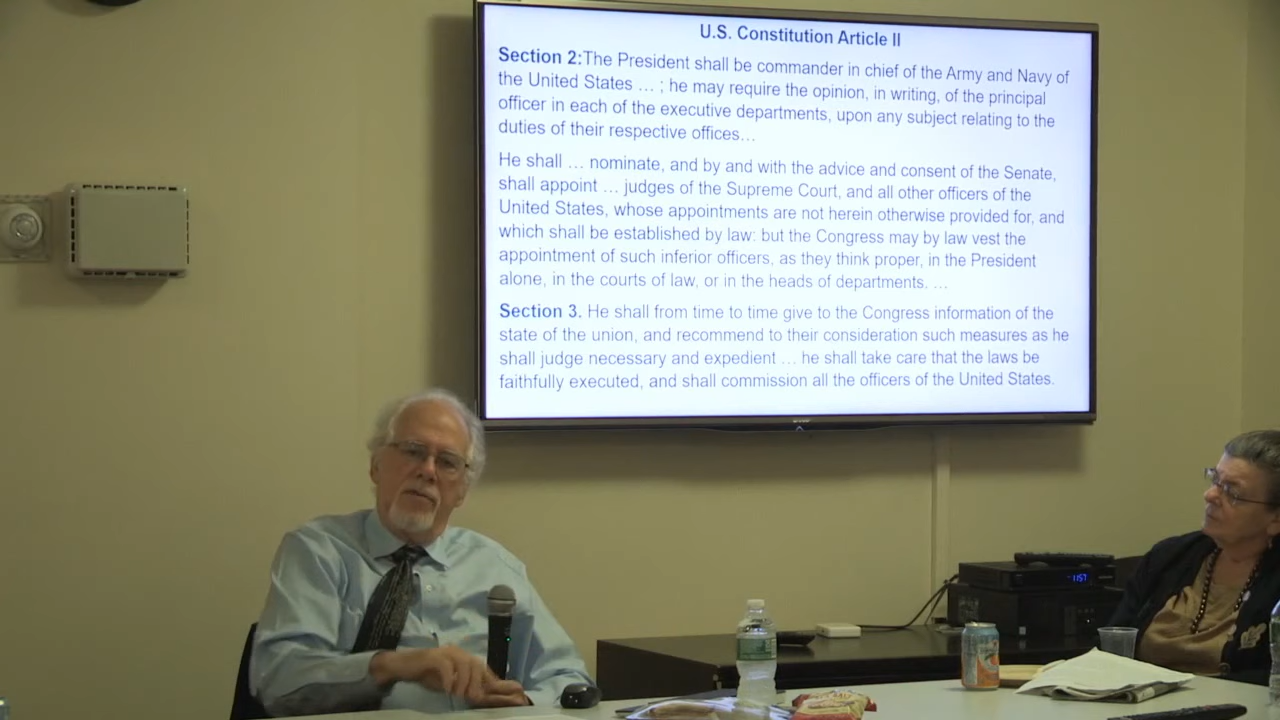 U.S. Constitution Article II
Section 2:The President shall be commander in chief of the Army and Navy of
the United States … ; he may require the opinion, in writing, of the principal
officer in each of the executive departments, upon any subject relating to the
duties of their respective offices…
He shall … nominate, and by and with the advice and consent of the Senate,
shall appoint … judges of the Supreme Court, and all other officers of the
United States, whose appointments are not herein otherwise provided for, and
which shall be established by law: but the Congress may by law vest the
appointment of such inferior officers, as they think proper, in the President
alone, in the courts of law, or in the heads of departments. …
Section 3. He shall from time to time give to the Congress information of the
state of the union, and recommend to their consideration such measures as he
shall judge necessary and expedient … he shall take care that the laws be
faithfully executed, and shall commission all the officers of the United States.
1157